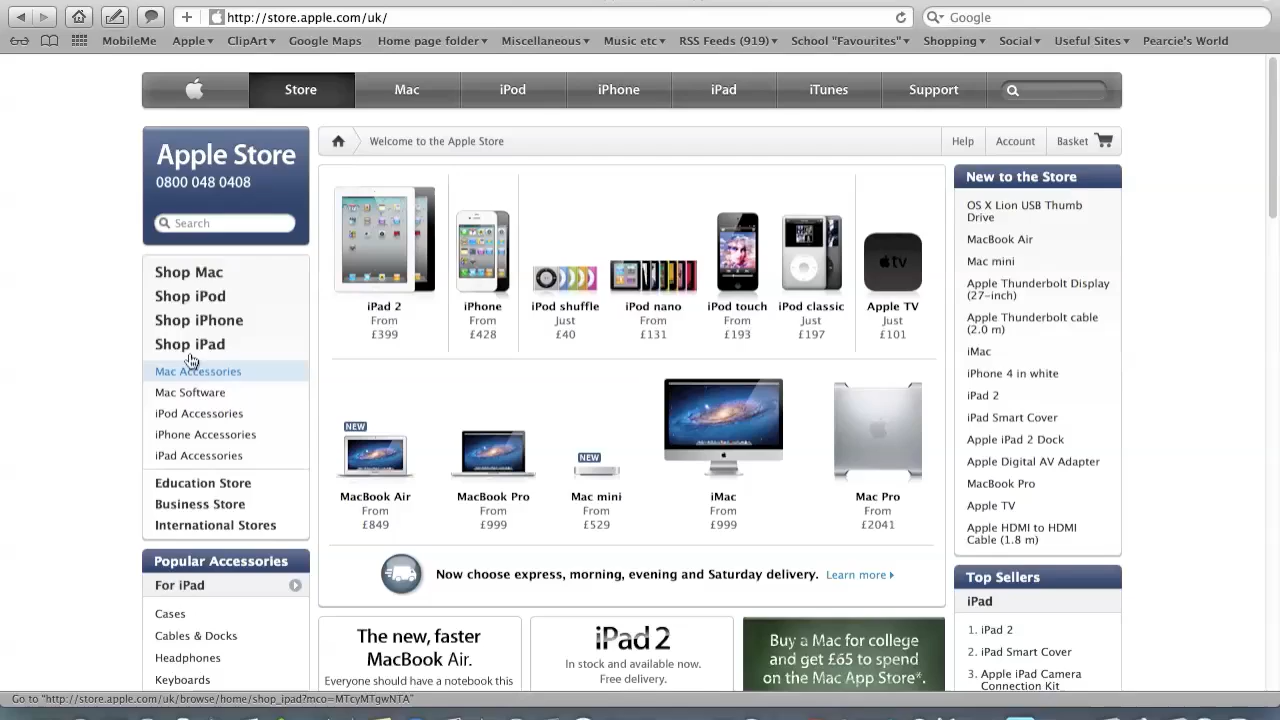 http://store.apple.com/uk/
Google
MobileMe
Apple
ClipArt
Google Maps
Home page folder
Miscellaneous
Music etc
RSS Feeds (919)
School "Favourites"
Shopping
Social
Useful Sites
Pearcie's World
Store
Mac
iPod
iPhone
iPad
iTunes
Support
Apple Store
0800 048 0408
Search
Welcome to the Apple Store
Help
Account
Basket
Shop Mac
Shop iPod
Shop iPhone
Shop iPad
Mac Accessories
Mac Software
iPod Accessories
iPhone Accessories
iPad Accessories
Education Store
Business Store
International Stores
Popular Accessories
For iPad
Cases
Cables & Docks
Headphones
Keyboards
tv
iPad 2
From
£399
iPhone
From
£428
iPod shuffle
Just
£40
iPod nano
From
£131
iPod touch
From
£193
iPod classic
Just
£197
Apple TV
Just
£101
NEW
MacBook Air
From
£849
MacBook Pro
From
£999
NEW
Mac mini
From
£529
iMac
From
£999
Mac Pro
From
£2041
Now choose express, morning, evening and Saturday delivery. Learn more
The new, faster
MacBook Air.
Everyone should have a notebook this
iPad 2
In stock and available now.
Free delivery.
Buy a Mac for college
and get £65 to spend
on the Mac App Store*.
New to the Store
OS X Lion USB Thumb
Drive
MacBook Air
Mac mini
Apple Thunderbolt Display
(27-inch)
Apple Thunderbolt cable
(2.0 m)
iMac
iPhone 4 in white
iPad 2
iPad Smart Cover
Apple iPad 2 Dock
Apple Digital AV Adapter
MacBook Pro
Apple TV
Apple HDMI to HDMI
Cable (1.8 m)
Top Sellers
iPad
1. iPad 2
2. iPad Smart Cover
3. Apple iPad Camera
Connection Kit
Go to "http://store.apple.com/uk/browse/home/shop_ipad?mco=MTcyMTgwNTA"